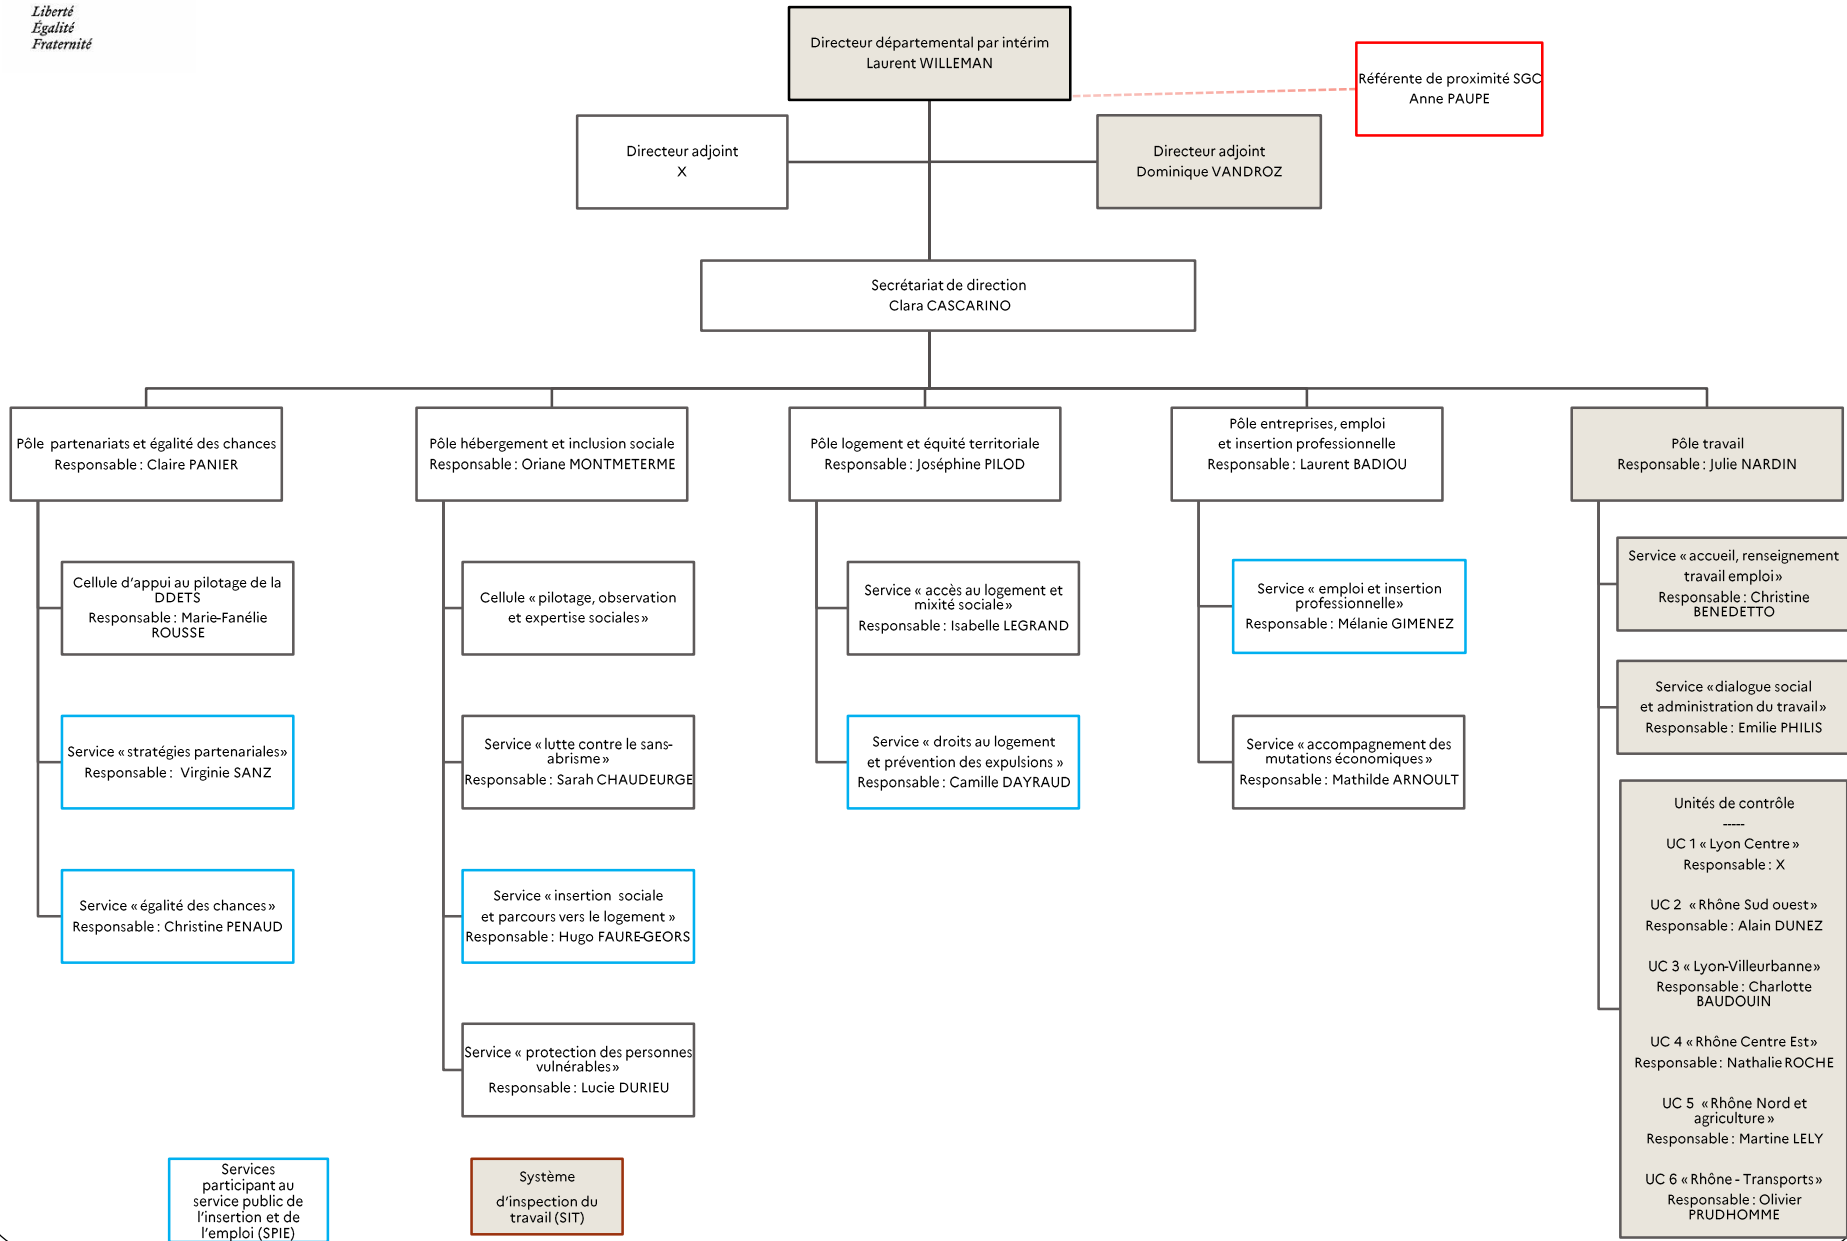 Liberté
Égalité
Fraternité
Directeur départemental par intérim
Laurent WILLEMAN
Référente de proximité SGC
Anne PAUPE
Directeur adjoint
X
Directeur adjoint
Dominique VANDROZ
Secrétariat de direction
Clara CASCARINO
Pôle partenariats et égalité des chances
Responsable : Claire PANIER
Cellule d'appui au pilotage de la
DDETS
Responsable : Marie-Fanélie
ROUSSE
Service « stratégies partenariales»
Responsable : Virginie SANZ
Service « égalité des chances»
Responsable : Christine PENAUD
Pôle hébergement et inclusion sociale
Responsable : Oriane MONTMETERME
Cellule « pilotage, observation
et expertise sociales»
Service « lutte contre le sans-
abrisme»
Responsable : Sarah CHAUDEURGE
Service « insertion sociale
et parcours vers le logement »
Responsable : Hugo FAURE-GEORS
Service « protection des personnes
vulnérables»
Responsable : Lucie DURIEU
Pôle logement et équité territoriale
Responsable : Joséphine PILOD
Service « accès au logement et
mixité sociale»
Responsable : Isabelle LEGRAND
Service « droits au logement
et prévention des expulsions »
Responsable : Camille DAYRAUD
Pôle entreprises, emploi
et insertion professionnelle
Responsable : Laurent BADIOU
Service « emploi et insertion
professionnelle»
Responsable : Mélanie GIMENEZ
Service « accompagnement des
mutations économiques»
Responsable : Mathilde ARNOULT
Pôle travail
Responsable : Julie NARDIN
Service « accueil, renseignement
travail emploi»
Responsable : Christine
BENEDETTO
Service «dialogue social
et administration du travail»
Responsable : Emilie PHILIS
Unités de contrôle
-----
UC 1 « Lyon Centre »
Responsable : X
UC 2 «Rhône Sud ouest»
Responsable : Alain DUNEZ
UC 3 « Lyon-Villeurbanne»
Responsable : Charlotte
BAUDOUIN
UC 4 «Rhône Centre Est»
Responsable : Nathalie ROCHE
UC 5 «Rhône Nord et
agriculture»
Responsable : Martine LELY
UC 6 «Rhône - Transports»
Responsable : Olivier
PRUDHOMME
Services
participant au
service public de
l'insertion et de
l'emploi (SPIE)
Système
d'inspection du
travail (SIT)